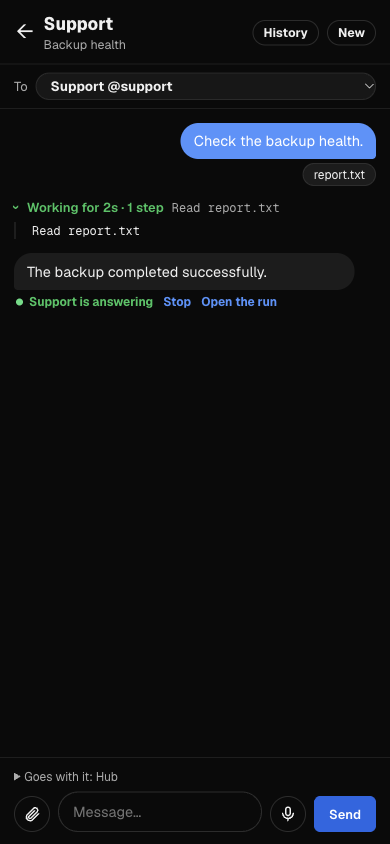 Support
Backup health
History
New
To
Support @support
Check the backup health.
report.txt
Working for 2s · 1 step Read report.txt
Read report.txt
The backup completed successfully.
Support is answering Stop Open the run
Goes with it: Hub
Message…
Send